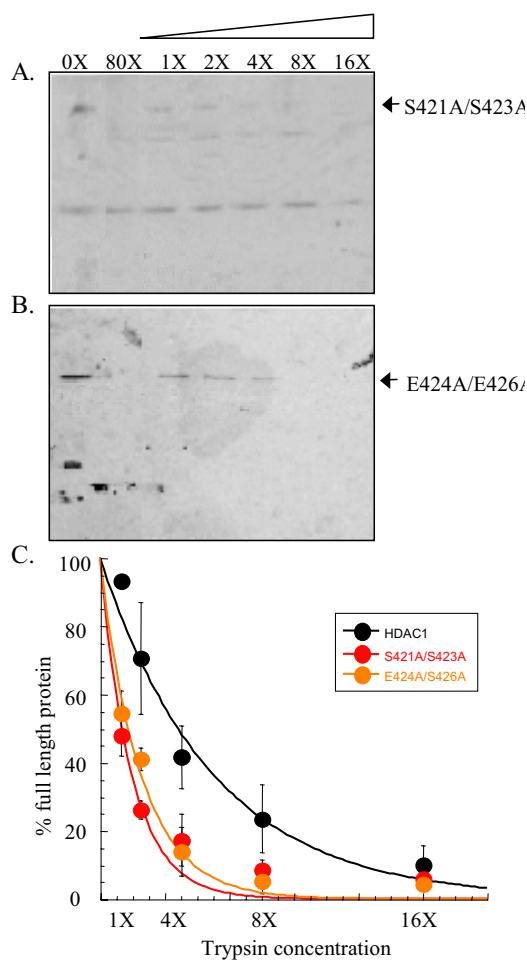 0X 80X 1X 2X 4X 8X 16X
A.
S421A/S423A
B.
E424A/E426A
C.
100
80
60
40
20
0
% full length protein
HDAC1
S421A/S423A
E424A/S426A
1X 4X 8X 16X
Trypsin concentration